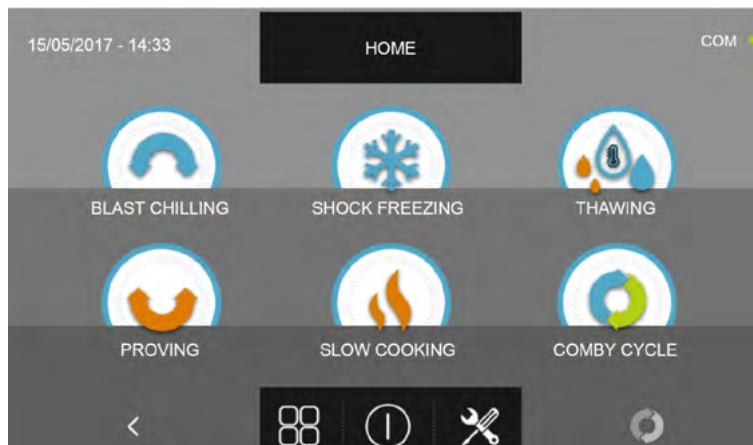 15/05/2017 - 14:33
HOME
COM
BLAST CHILLING
SHOCK FREEZING
THAWING
PROVING
SLOW COOKING
COMBY CYCLE